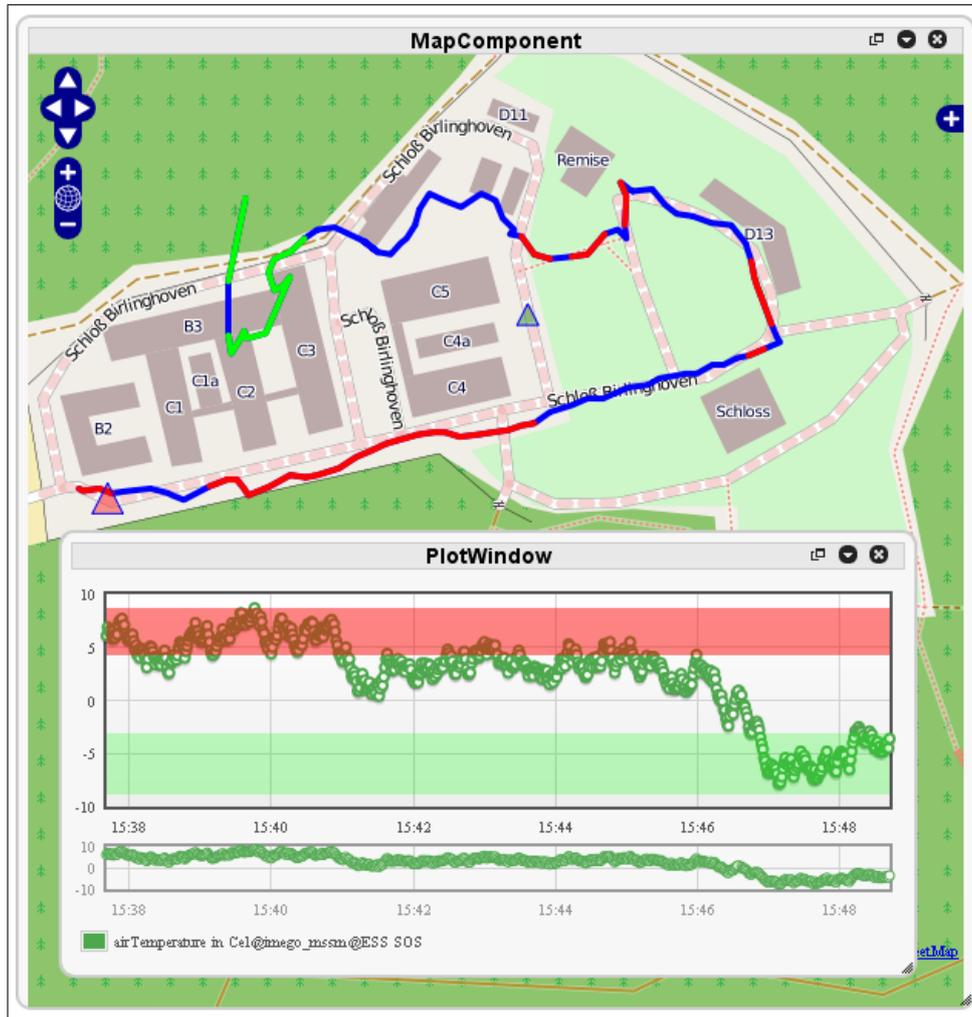 MapComponent
D11
Schloß Birlinghoven
Remise
D13
Schloß Birlinghoven
C5
B3
Schloß Birlinghoven
C4a
C3
C1a
C2
C4
Schloß Birlinghoven
C1
Schloss
B2
PlotWindow
10
5
0
-5
-10
15:38 15:40 15:42 15:44 15:46 15:48
10
0
-10
15:38 15:40 15:42 15:44 15:46 15:48
airTemperature in Cel@imego_mssm@ESS SOS
etMap